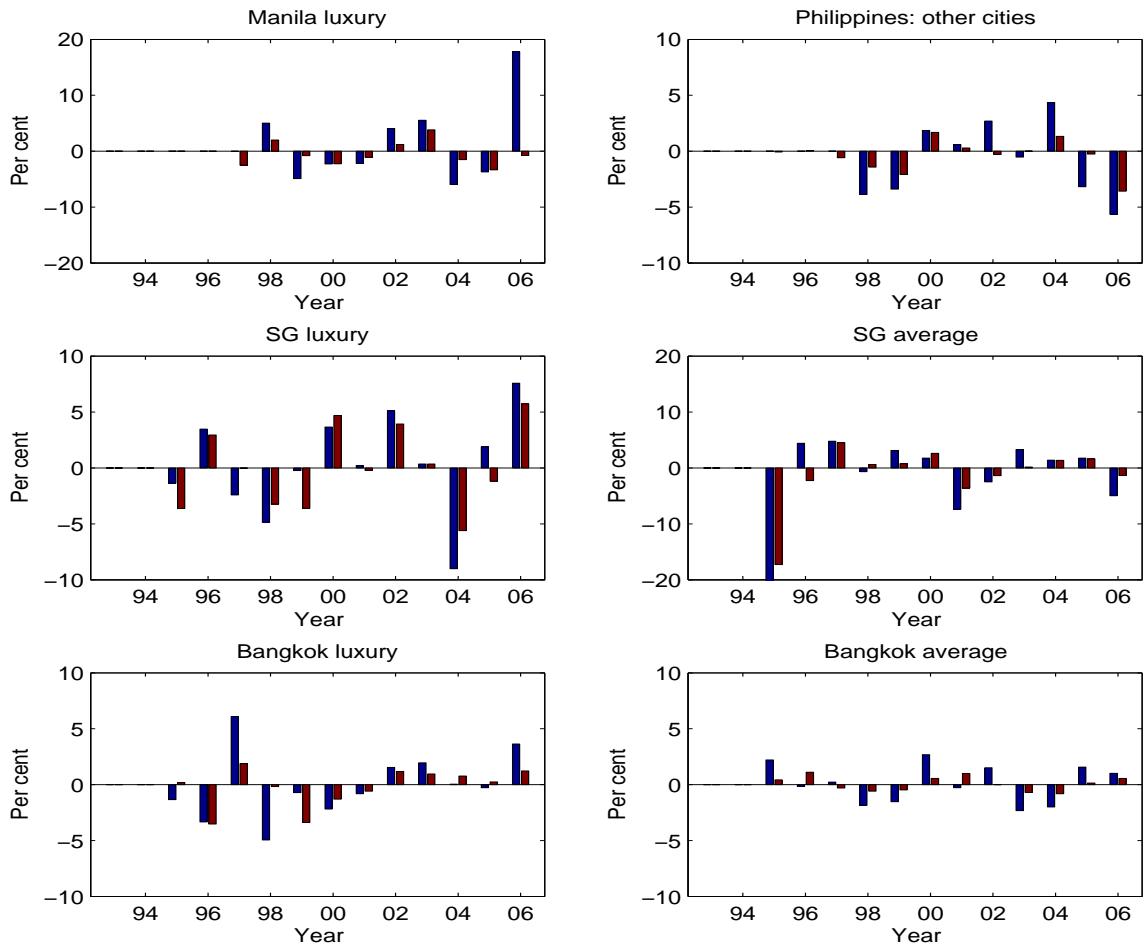 Manila luxury
20
10
0
−10
−20
Per cent
94 96 98 00 02 04 06
Year
Philippines: other cities
10
5
0
−5
−10
Per cent
94 96 98 00 02 04 06
Year
SG luxury
10
5
0
−5
−10
Per cent
94 96 98 00 02 04 06
Year
SG average
20
10
0
−10
−20
Per cent
94 96 98 00 02 04 06
Year
Bangkok luxury
10
5
0
−5
−10
Per cent
94 96 98 00 02 04 06
Year
Bangkok average
10
5
0
−5
−10
Per cent
94 96 98 00 02 04 06
Year